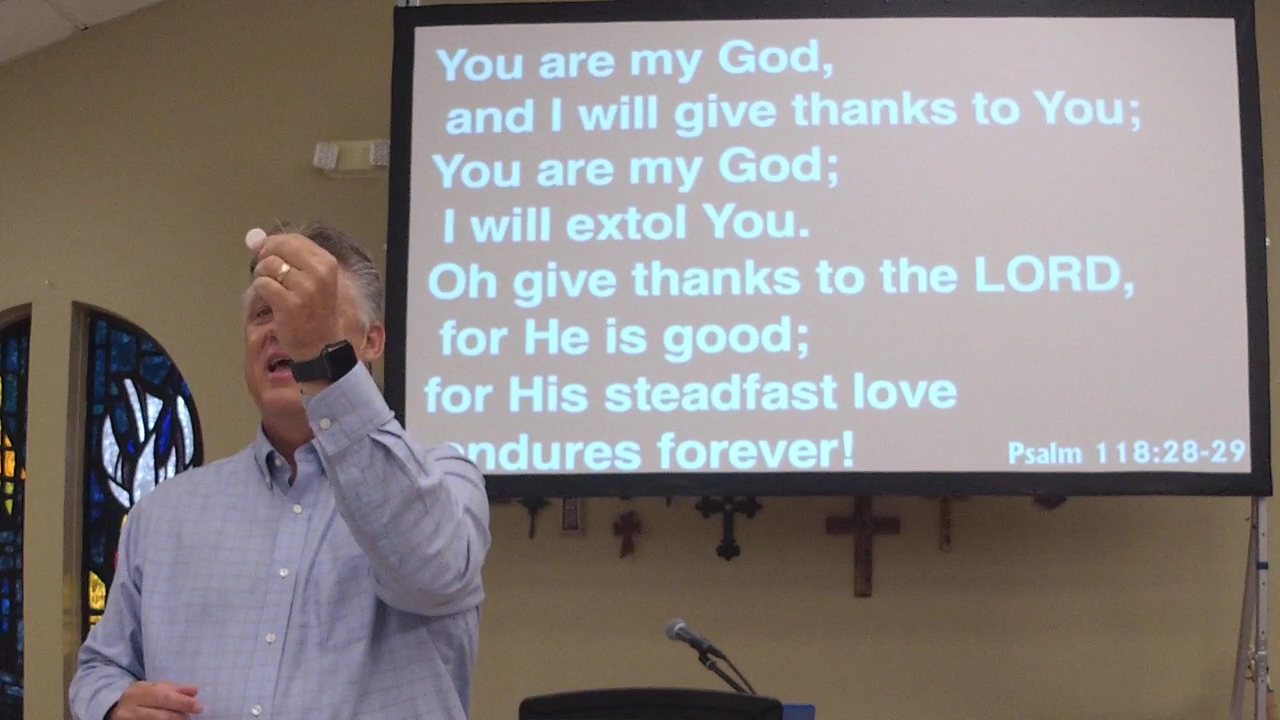 You are my God,
and I will give thanks to You;
You are my God;
I will extol You.
Oh give thanks to the LORD,
for He is good;
for His steadfast love
endures forever!
Psalm 118:28-29